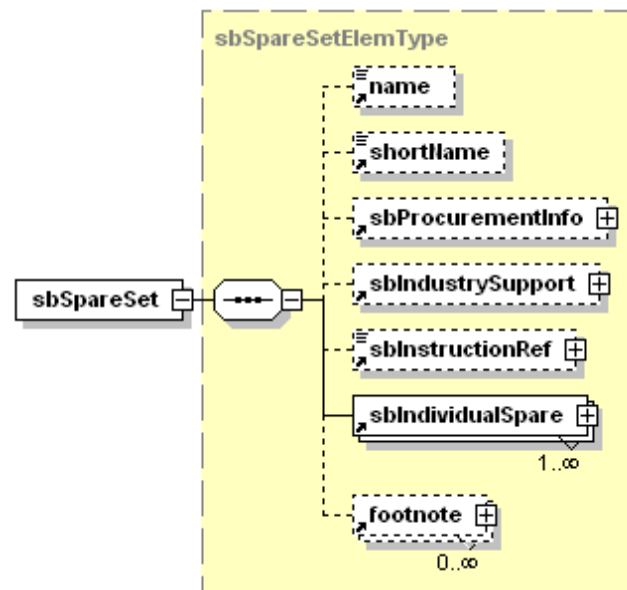 sbSpareSetElemType
name
shortName
sbProcurementInfo
sbIndustrySupport
sbSpareSet
sbInstructionRef
sbIndividualSpare
1..∞
footnote
0..∞